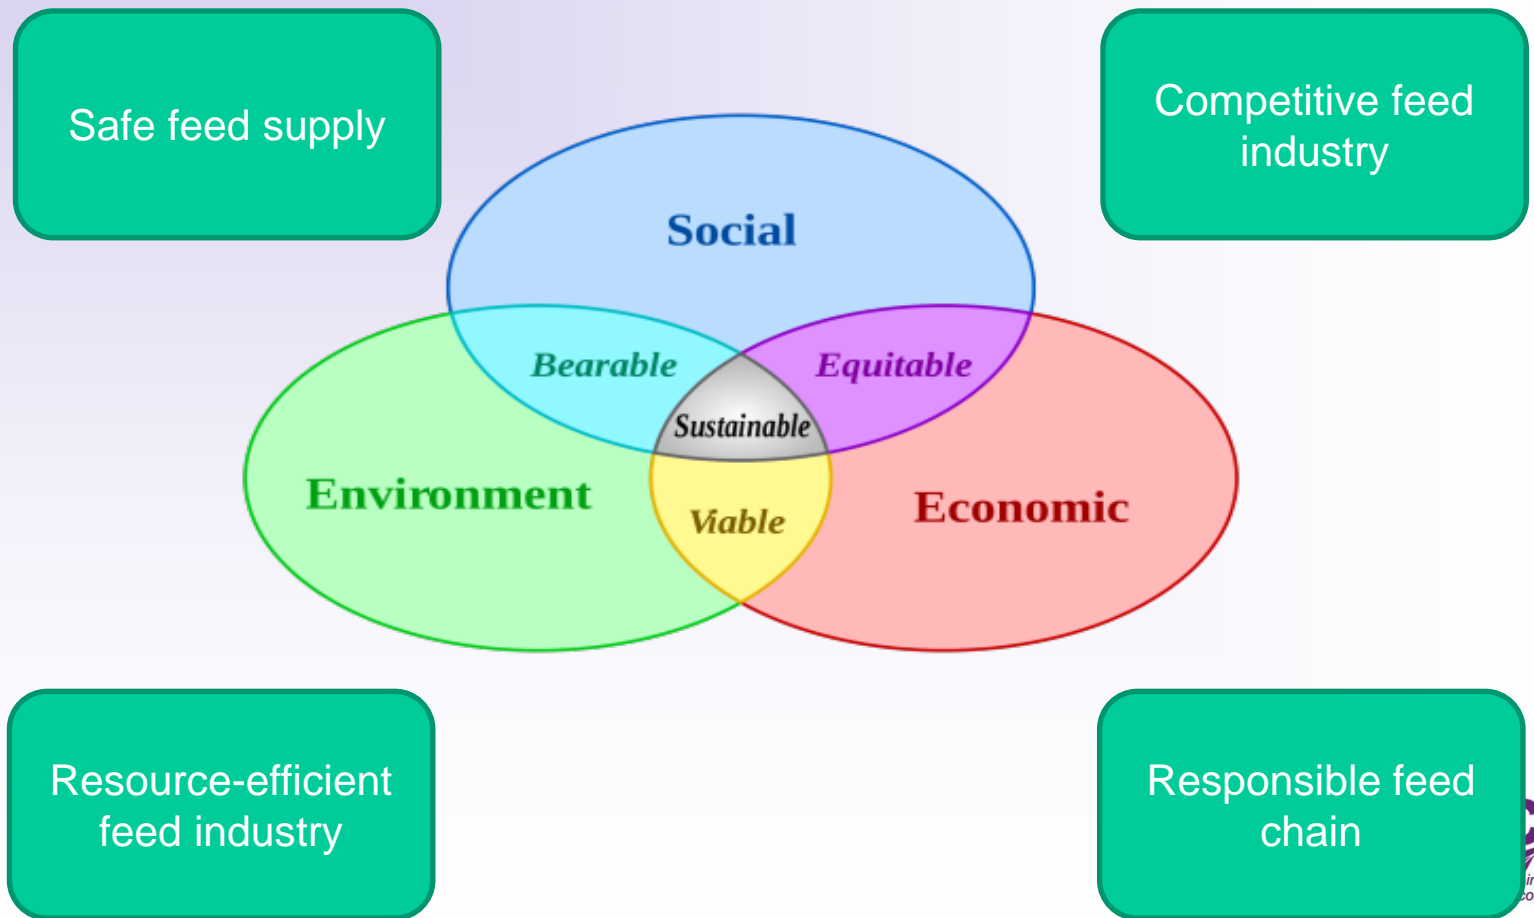 Safe feed supply
Competitive feed
industry
Social
Bearable
Equitable
Sustainable
Environment
Economic
Viable
Resource-efficient
feed industry
Responsible feed
chain